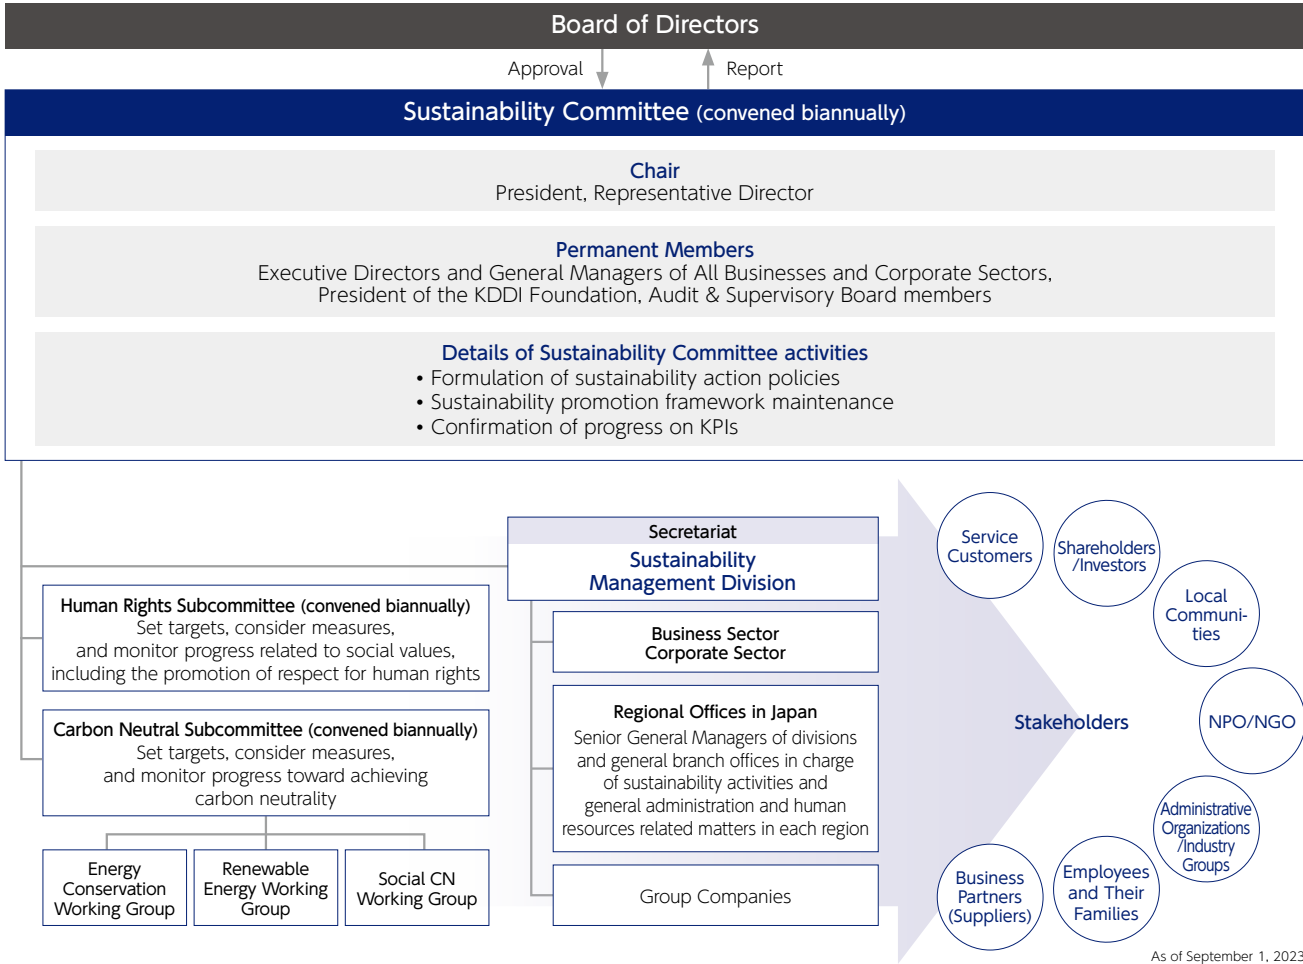 Board of Directors
Approval
Report
Sustainability Committee (convened biannually)
Chair
President, Representative Director
Permanent Members
Executive Directors and General Managers of All Businesses and Corporate Sectors,
President of the KDDI Foundation, Audit & Supervisory Board members
Details of Sustainability Committee activities
• Formulation of sustainability action policies
• Sustainability promotion framework maintenance
• Confirmation of progress on KPIs
Human Rights Subcommittee (convened biannually)
Set targets, consider measures,
and monitor progress related to social values,
including the promotion of respect for human rights
Carbon Neutral Subcommittee (convened biannually)
Set targets, consider measures,
and monitor progress toward achieving
carbon neutrality
Energy
Conservation
Working Group
Renewable
Energy Working
Group
Social CN
Working Group
Secretariat
Sustainability
Management Division
Business Sector
Corporate Sector
Regional Offices in Japan
Senior General Managers of divisions
and general branch offices in charge
of sustainability activities and
general administration and human
resources related matters in each region
Group Companies
Stakeholders
Service
Customers
Shareholders
/Investors
Local
Communi-
ties
NPO/NGO
Administrative
Organizations
/Industry
Groups
Employees
and Their
Families
Business
Partners
(Suppliers)
As of September 1, 2023